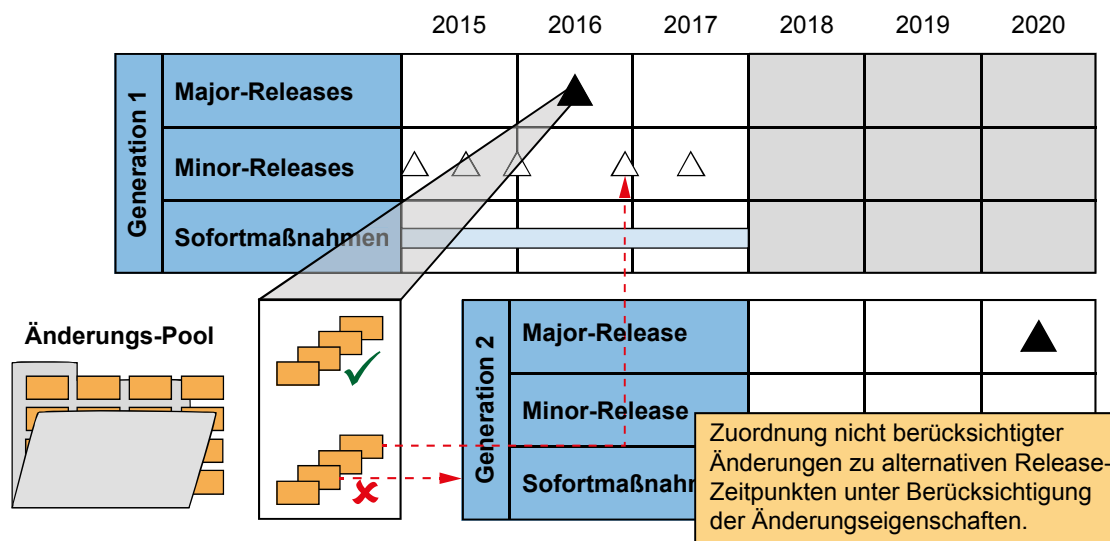 2015 2016 2017 2018 2019 2020
Generation 1
Major-Releases
Minor-Releases
Sofortmaßnahmen
Änderungs-Pool
Generation 2
Major-Release
Minor-Release
Sofortmaßnahm
Zuordnung nicht berücksichtigter
Änderungen zu alternativen Release-
Zeitpunkten unter Berücksichtigung
der Änderungseigenschaften.